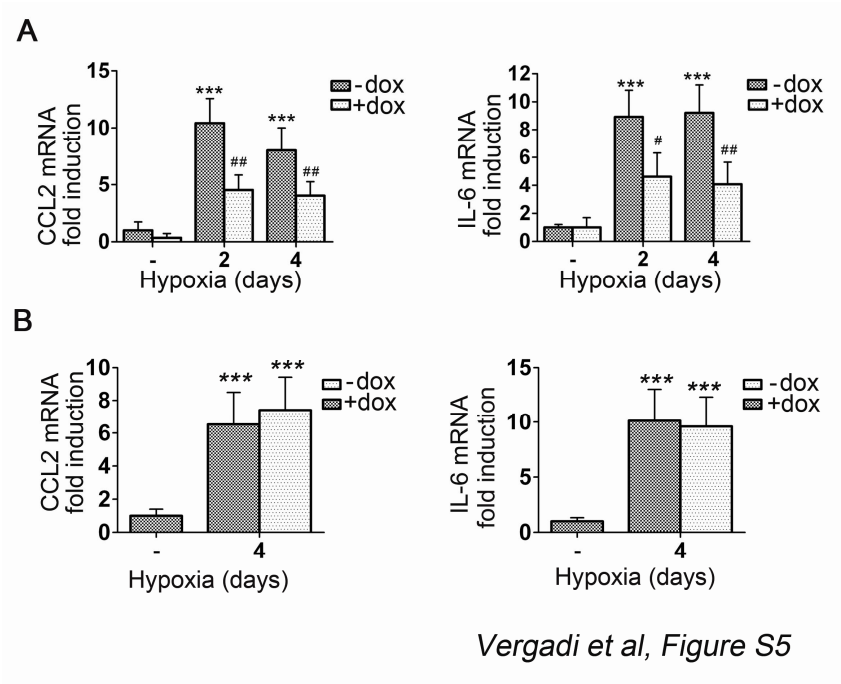 A
CCL2 mRNA
fold induction
15
10
5
0
***
##
***
##
-dox
+dox
- 2 4
Hypoxia (days)
IL-6 mRNA
fold induction
12
10
8
6
4
2
0
***
#
***
##
-dox
+dox
- 2 4
Hypoxia (days)
B
CCL2 mRNA
fold induction
10
8
6
4
2
0
***
***
-dox
+dox
- 4
Hypoxia (days)
IL-6 mRNA
fold induction
15
10
5
0
***
***
-dox
+dox
- 4
Hypoxia (days)
Vergadi et al, Figure S5